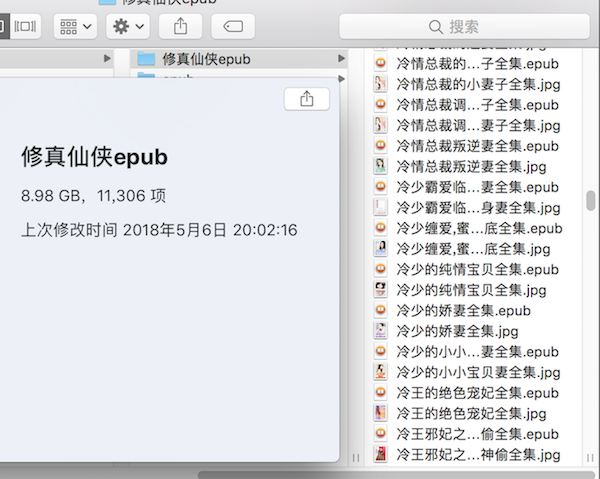 修真仙侠epub
搜索
修真仙侠epub
修真仙侠epub
8.98 GB，11,306 项
上次修改时间 2018年5月6日 20:02:16
冷情总裁的...子全集.epub
冷情总裁的小妻子全集.jpg
冷情总裁调...子全集.epub
冷情总裁调...妻子全集.jpg
冷情总裁叛逆妻全集.epub
冷情总裁叛逆妻全集.jpg
冷少霸爱临...妻全集.epub
冷少霸爱临...身妻全集.jpg
冷少缠爱,蜜...底全集.epub
冷少缠爱,蜜...底全集.jpg
冷少的纯情宝贝全集.epub
冷少的纯情宝贝全集.jpg
冷少的娇妻全集.epub
冷少的娇妻全集.jpg
冷少的小小...妻全集.epub
冷少的小小宝贝妻全集.jpg
冷王的绝色宠妃全集.epub
冷王的绝色宠妃全集.jpg
冷王邪妃之...偷全集.epub
冷王邪妃之...神偷全集.jpg